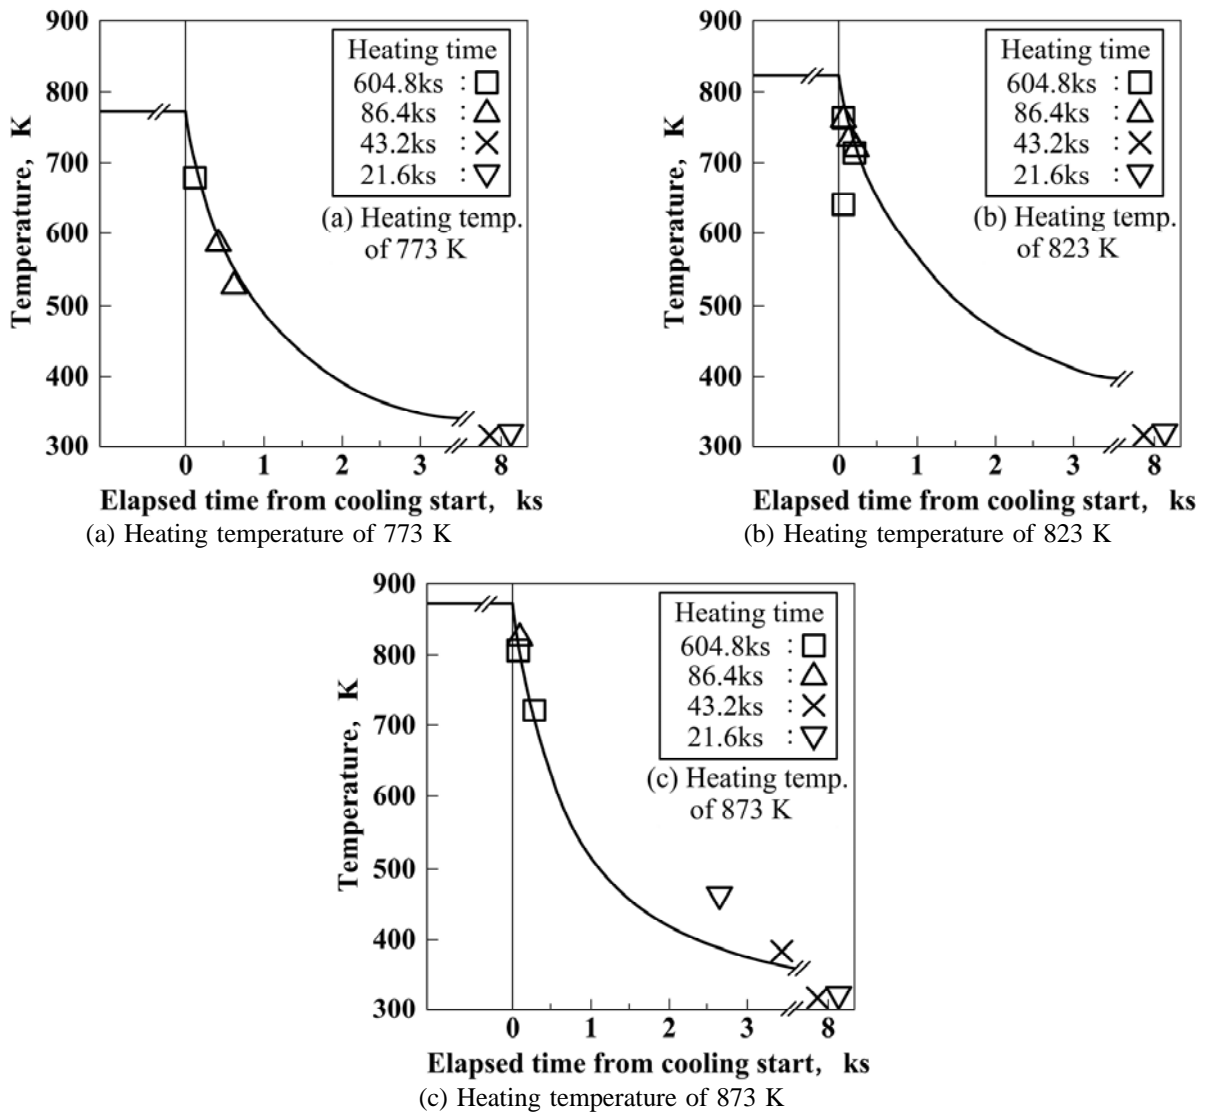 900
800
700
600
500
400
300
Temperature, K
Heating time
604.8ks :
86.4ks :
43.2ks :
21.6ks :
(a) Heating temp.
of 773 K
0 1 2 3 8
Elapsed time from cooling start, ks
(a) Heating temperature of 773 K
900
800
700
600
500
400
300
Temperature, K
Heating time
604.8ks :
86.4ks :
43.2ks :
21.6ks :
(b) Heating temp.
of 823 K
0 1 2 3 8
Elapsed time from cooling start, ks
(b) Heating temperature of 823 K
900
800
700
600
500
400
300
Temperature, K
Heating time
604.8ks :
86.4ks :
43.2ks :
21.6ks :
(c) Heating temp.
of 873 K
0 1 2 3 8
Elapsed time from cooling start, ks
(c) Heating temperature of 873 K